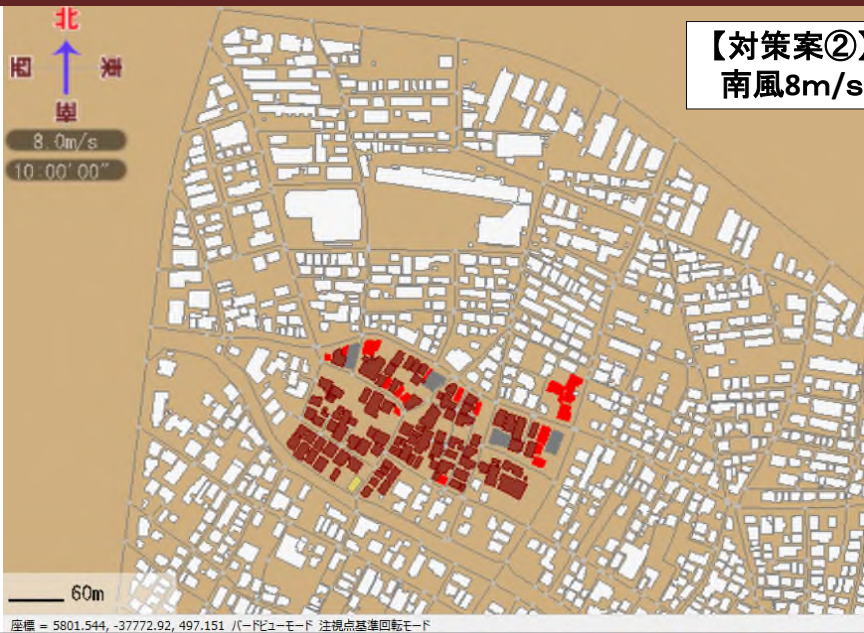 北
西 東
南
8.0m/s
10:00'00"
【対策案②】
南風8m/s
60m
座標 = 5801.544, -37772.92, 497.151 バードビューモード 注視点基準回転モード